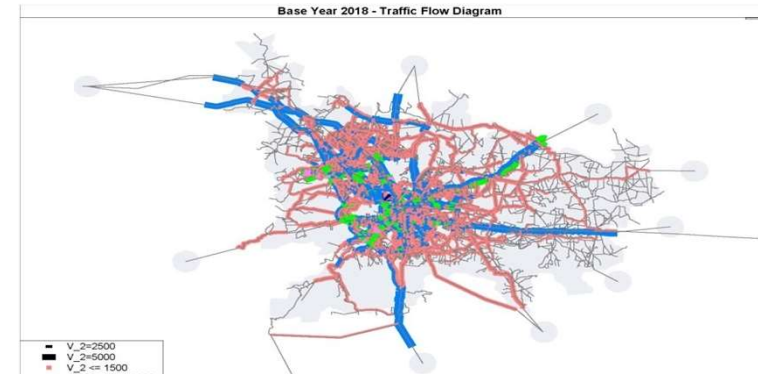 Base Year 2018 - Traffic Flow Diagram
V_2=2500
V_2=5000
V_2 <= 1500